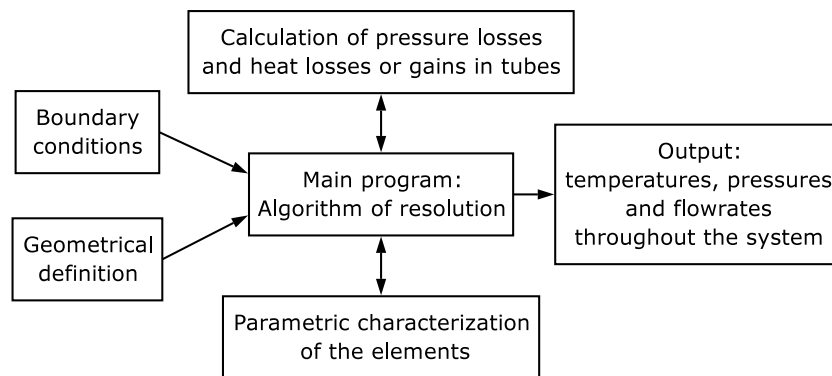 Calculation of pressure losses
and heat losses or gains in tubes
Boundary
conditions
Main program:
Algorithm of resolution
Output:
temperatures, pressures
and flowrates
throughout the system
Geometrical
definition
Parametric characterization
of the elements